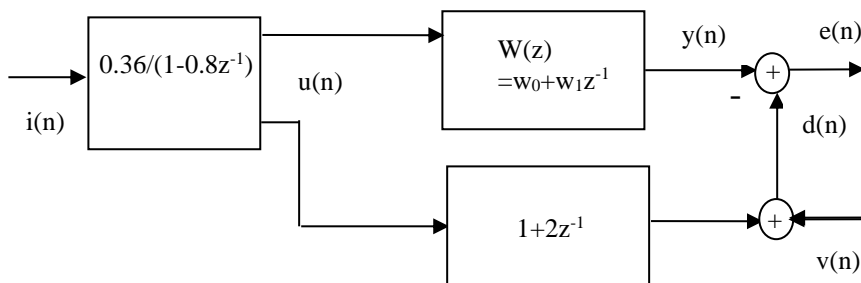 0.36/(1-0.8z⁻¹)
i(n)
u(n)
W(z)
=w₀+w₁z⁻¹
y(n)
e(n)
+
-
d(n)
1+2z⁻¹
+
v(n)